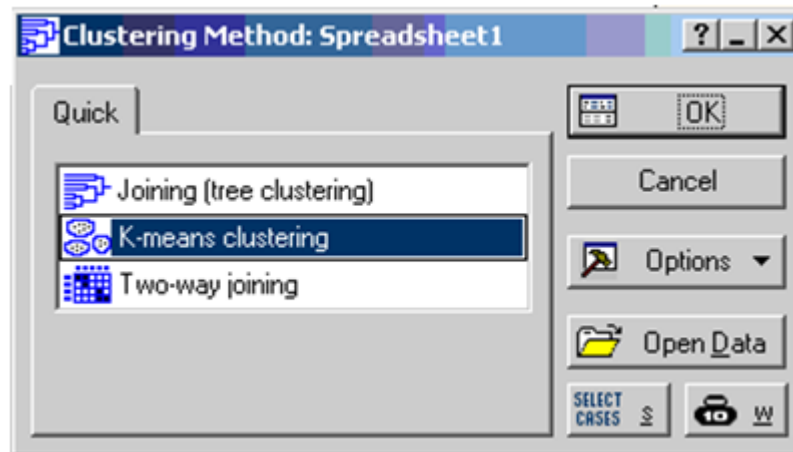 Clustering Method: Spreadsheet1
Quick
Joining (tree clustering)
K-means clustering
Two-way joining
OK
Cancel
Options
Open Data
SELECT CASES S
10 W